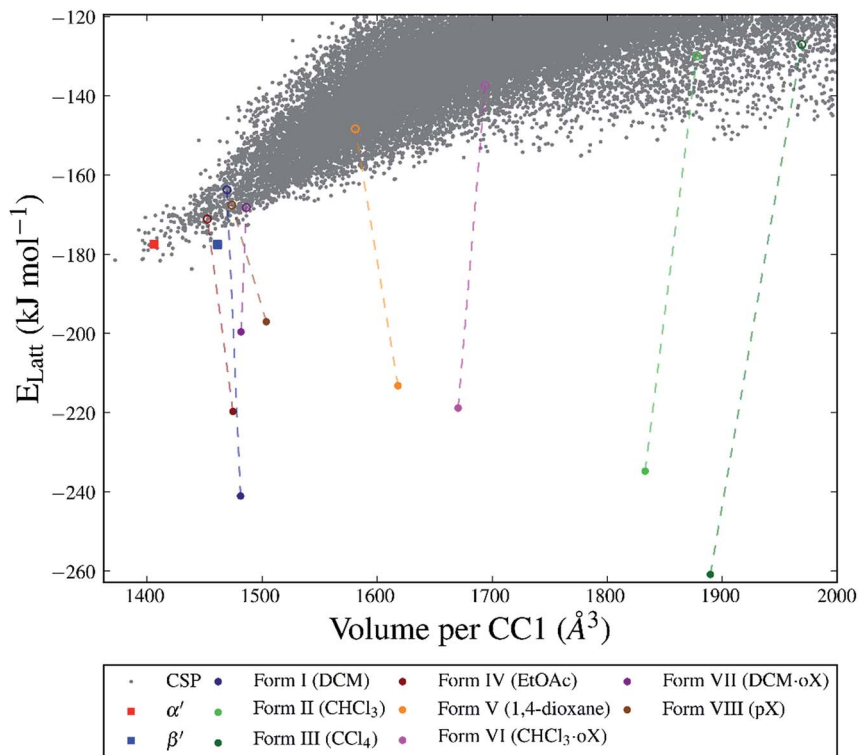 −120
−140
−160
−180
−200
−220
−240
−260
E_Latt (kJ mol⁻¹)
1400 1500 1600 1700 1800 1900 2000
Volume per CC1 (Å³)
CSP Form I (DCM) Form IV (EtOAc) Form VII (DCM·oX)
α′ Form II (CHCl₃) Form V (1,4-dioxane) Form VIII (pX)
β′ Form III (CCl₄) Form VI (CHCl₃·oX)